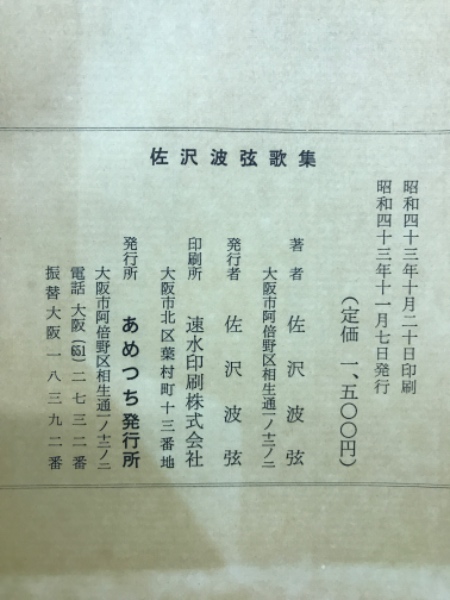 佐沢波弦歌集
昭和四十三年十月二十日印刷
昭和四十三年十一月七日発行
(定価 一、五〇〇円)
著者 佐沢波弦
大阪市阿倍野区相生通一ノ十三ノ二
発行者 佐沢波弦
印刷所 速水印刷株式会社
大阪市北区葉村町十三番地
発行所 あめつち発行所
大阪市阿倍野区相生通一ノ十三ノ二
電話 大阪(651)二七三二番
振替大阪一八三九二番